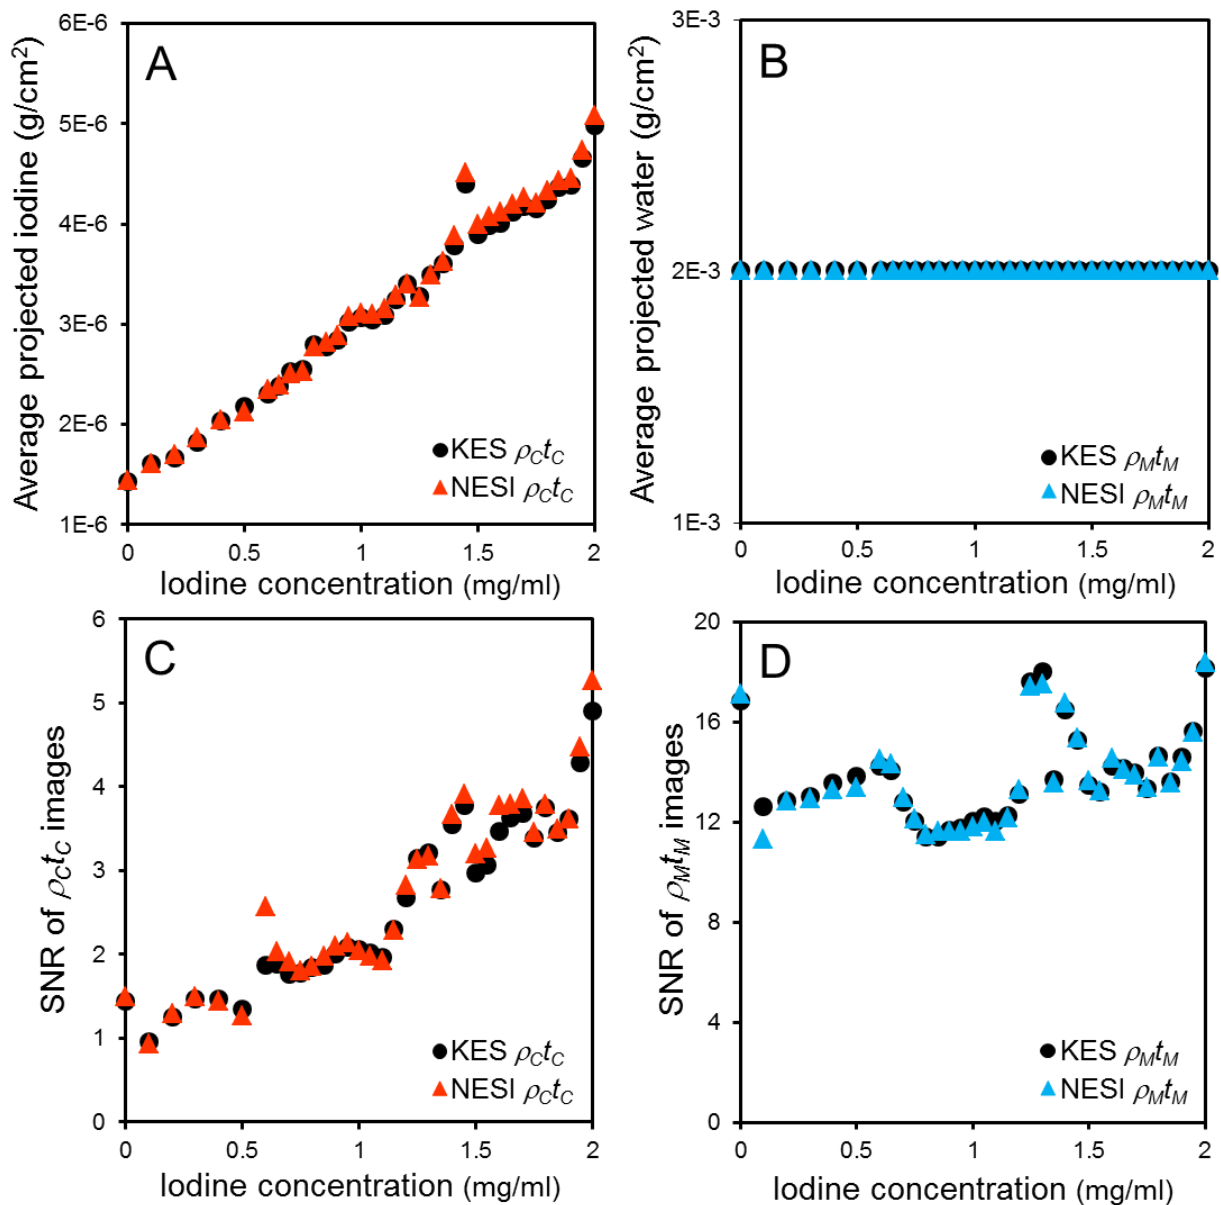 A
Average projected iodine (g/cm²)
6E-6
5E-6
4E-6
3E-6
2E-6
1E-6
KES ρCtC
NESI ρCtC
0 0.5 1 1.5 2
Iodine concentration (mg/ml)
B
Average projected water (g/cm²)
3E-3
2E-3
1E-3
KES ρMtM
NESI ρMtM
0 0.5 1 1.5 2
Iodine concentration (mg/ml)
C
SNR of ρCtC images
6
5
4
3
2
1
0
KES ρCtC
NESI ρCtC
0 0.5 1 1.5 2
Iodine concentration (mg/ml)
D
SNR of ρMtM images
20
16
12
8
4
0
KES ρMtM
NESI ρMtM
0 0.5 1 1.5 2
Iodine concentration (mg/ml)